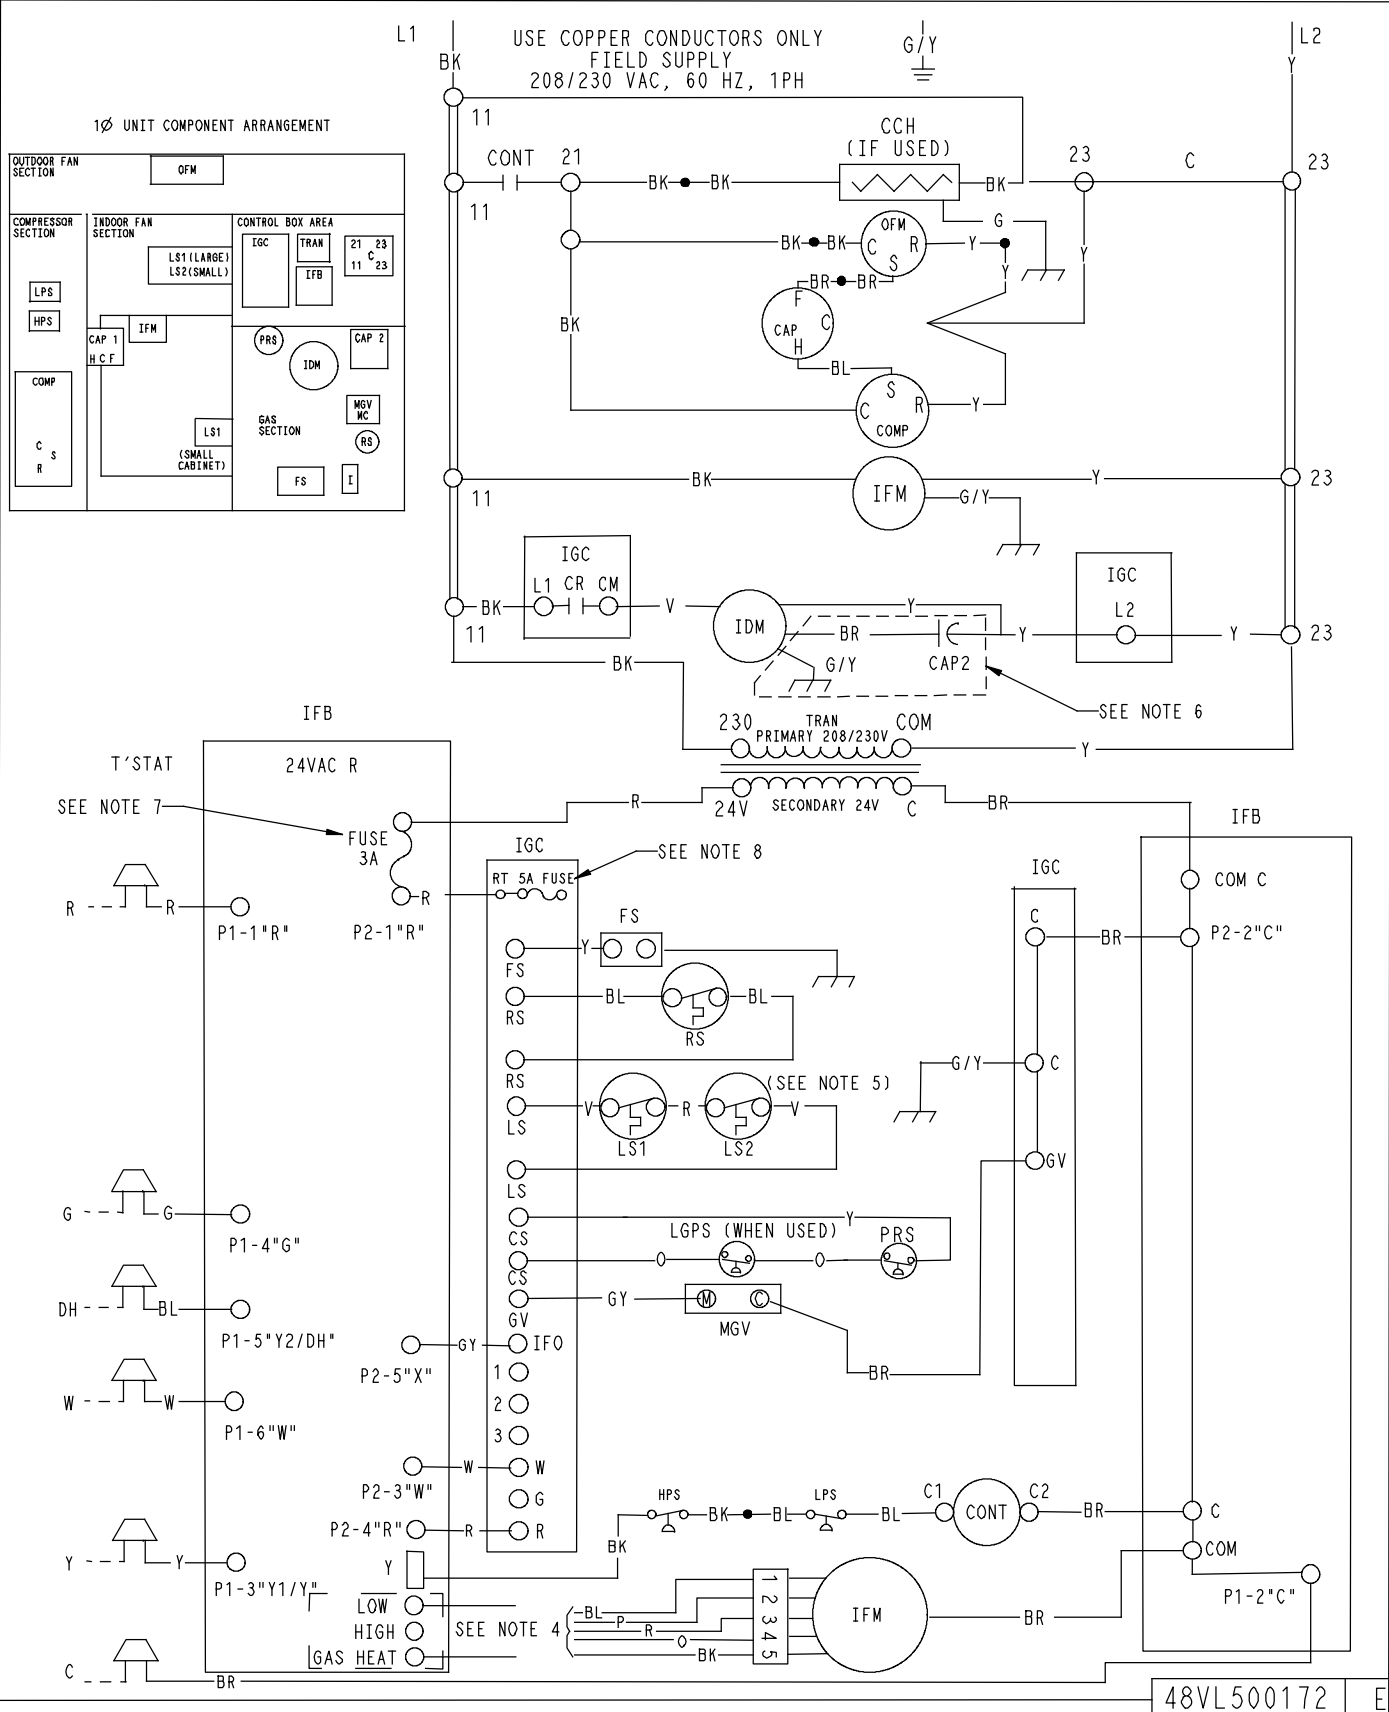 L1
BK
USE COPPER CONDUCTORS ONLY
FIELD SUPPLY
208/230 VAC, 60 HZ, 1PH
G/Y
L2
Y
11
1Ø UNIT COMPONENT ARRANGEMENT
OUTDOOR FAN
SECTION
OFM
COMPRESSOR
SECTION
INDOOR FAN
SECTION
CONTROL BOX AREA
LS1(LARGE)
LS2(SMALL)
IGC
TRAN
IFB
21 23
C
11 23
LPS
HPS
CAP 1
H C F
IFM
PRS
IDM
CAP 2
COMP
C
S
R
MGV
MC
RS
LS1
(SMALL
CABINET)
GAS
SECTION
FS
I
CONT
21
CCH
(IF USED)
23
C
23
BK
BK
BK
11
G
BK
BK
C
OFM
R
S
Y
Y
Y
BR
BR
F
CAP
C
H
BK
BL
S
C
R
COMP
Y
11
BK
IFM
Y
23
G/Y
IGC
L1
CR
CM
BK
V
11
IDM
Y
BR
G/Y
CAP2
Y
IGC
L2
Y
23
BK
SEE NOTE 6
230
TRAN
PRIMARY 208/230V
COM
Y
24V
SECONDARY 24V
C
R
BR
IFB
24VAC R
T'STAT
SEE NOTE 7
FUSE
3A
R
P2-1"R"
IGC
RT 5A FUSE
SEE NOTE 8
IFB
COM C
P2-2"C"
IGC
C
BR
R
R
P1-1"R"
FS
Y
FS
RS
BL
BL
RS
RS
G/Y
C
LS
V
R
V
(SEE NOTE 5)
LS1
LS2
GV
LS
G
G
P1-4"G"
CS
Y
LGPS (WHEN USED)
PRS
CS
O
O
GV
GY
M
C
MGV
BR
DH
BL
P1-5"Y2/DH"
P2-5"X"
GY
IFO
1
2
3
W
W
P1-6"W"
P2-3"W"
W
W
G
P2-4"R"
R
R
HPS
BK
BL
LPS
BL
C1
CONT
C2
BR
C
COM
Y
Y
P1-3"Y1/Y"
Y
BK
P1-2"C"
LOW
HIGH
GAS HEAT
SEE NOTE 4
BL
P
R
O
BK
1
2
3
4
5
IFM
BR
C
BR
48VL500172
E